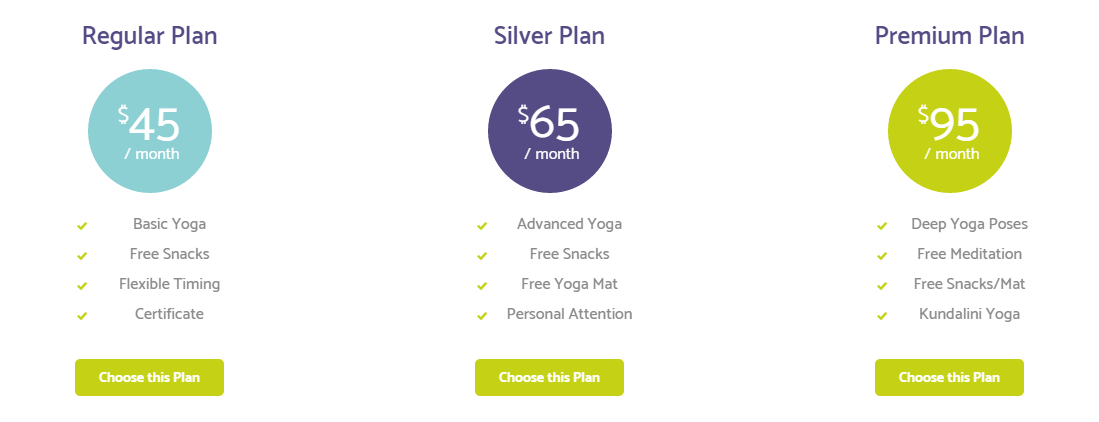 Regular Plan
$45
/ month
Basic Yoga
Free Snacks
Flexible Timing
Certificate
Choose this Plan
Silver Plan
$65
/ month
Advanced Yoga
Free Snacks
Free Yoga Mat
Personal Attention
Choose this Plan
Premium Plan
$95
/ month
Deep Yoga Poses
Free Meditation
Free Snacks/Mat
Kundalini Yoga
Choose this Plan